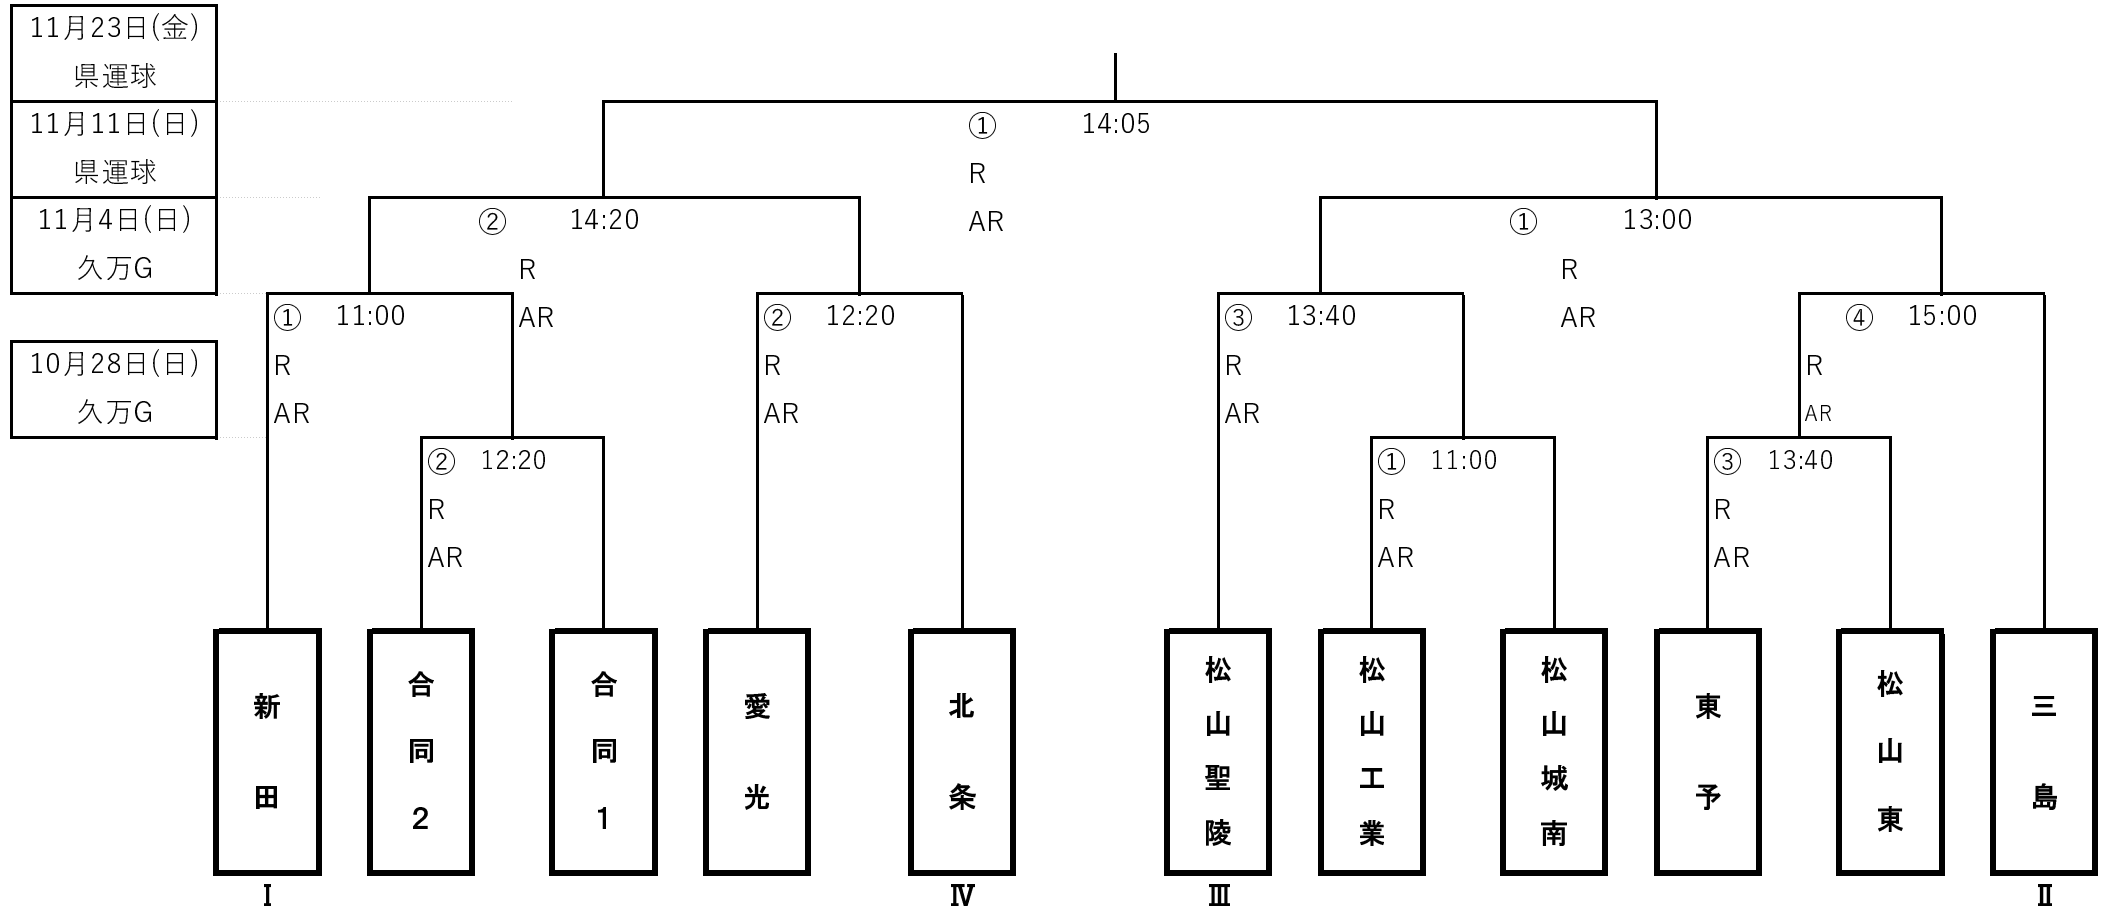 11月23日(金)
県運球
11月11日(日)
① 14:05
県運球
R
11月4日(日)
② 14:20
AR
① 13:00
久万G
R
R
① 11:00
AR
② 12:20
③ 13:40
AR
④ 15:00
10月28日(日)
R
R
R
R
久万G
AR
AR
AR
AR
② 12:20
① 11:00
③ 13:40
R
R
R
AR
AR
AR
新田
合同2
合同1
愛光
北条
松山聖陵
松山工業
松山城南
東予
松山東
三島
Ⅰ
Ⅳ
Ⅲ
Ⅱ